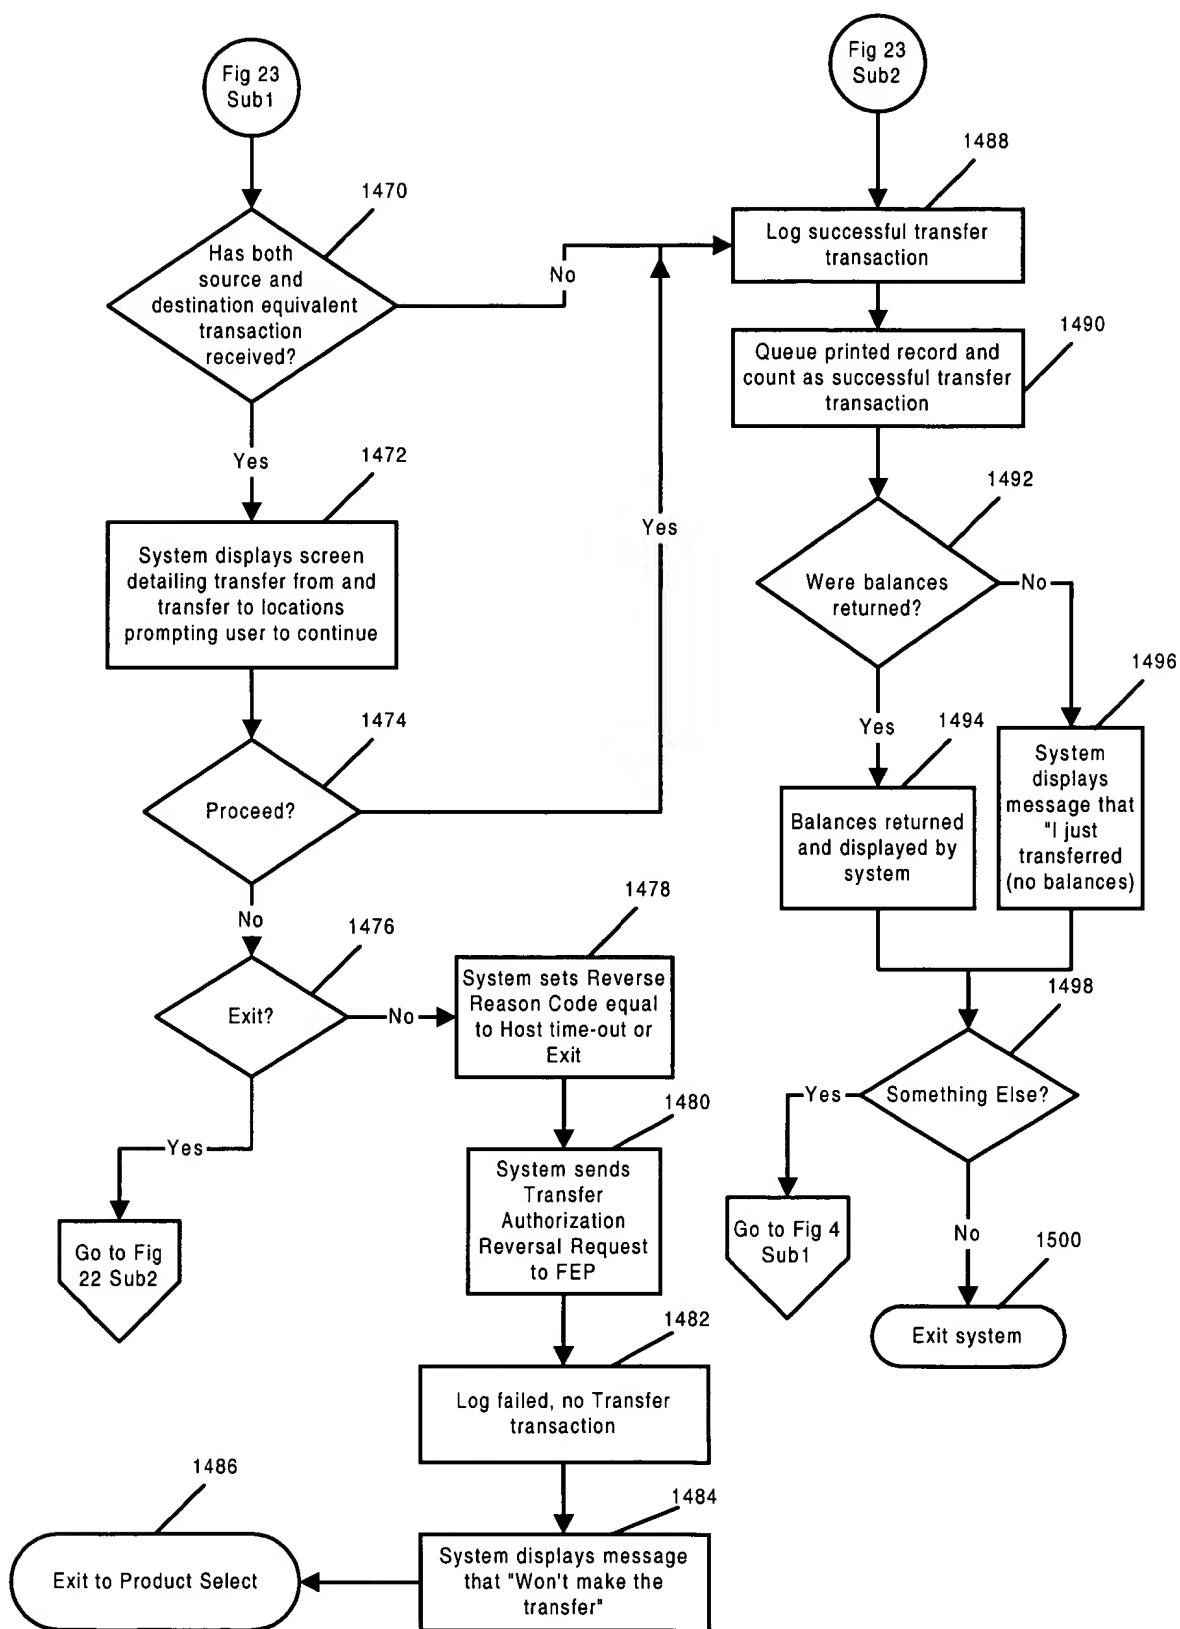 Fig 23
Sub1
1470
Has both
source and
destination equivalent
transaction
received?
No
Yes
1472
System displays screen
detailing transfer from and
transfer to locations
prompting user to continue
1474
Proceed?
Yes
No
1476
Exit?
No
Yes
Go to Fig
22 Sub2
1478
System sets Reverse
Reason Code equal
to Host time-out or
Exit
1480
System sends
Transfer
Authorization
Reversal Request
to FEP
1482
Log failed, no Transfer
transaction
1484
System displays message
that "Won't make the
transfer"
1486
Exit to Product Select
Fig 23
Sub2
1488
Log successful transfer
transaction
1490
Queue printed record and
count as successful transfer
transaction
1492
Were balances
returned?
No
Yes
1494
Balances returned
and displayed by
system
1496
System
displays
message that
"I just
transferred
(no balances)
1498
Something Else?
Yes
Go to Fig 4
Sub1
No
1500
Exit system